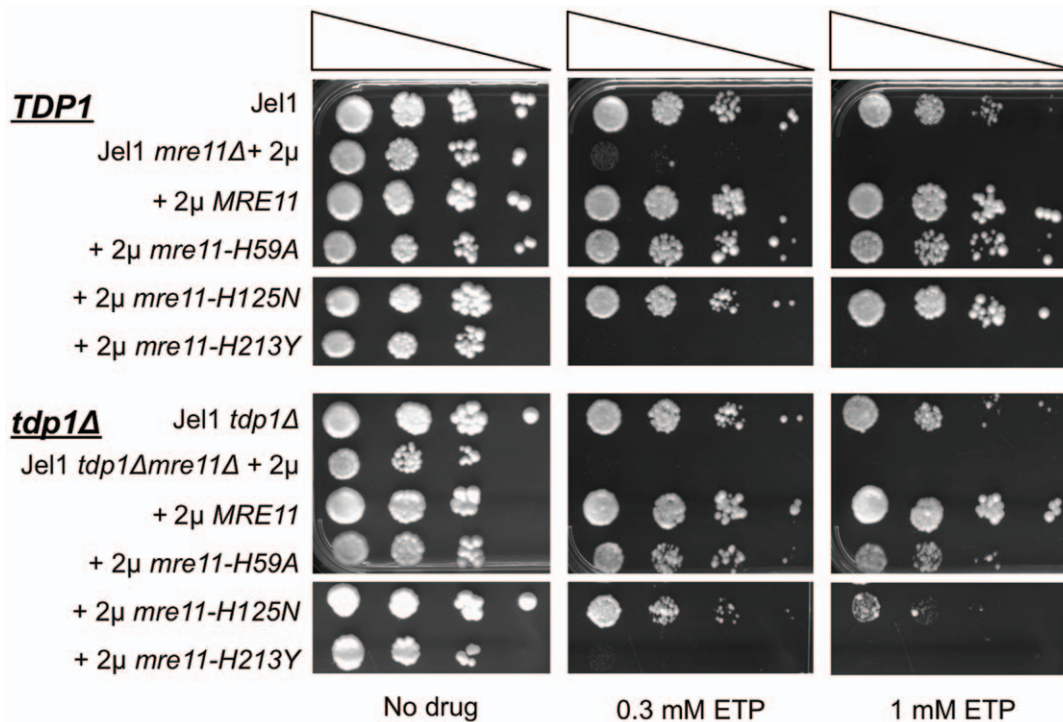 TDP1
Jel1
Jel1 mre11Δ+ 2μ
+ 2μ MRE11
+ 2μ mre11-H59A
+ 2μ mre11-H125N
+ 2μ mre11-H213Y
tdp1Δ
Jel1 tdp1Δ
Jel1 tdp1Δmre11Δ + 2μ
+ 2μ MRE11
+ 2μ mre11-H59A
+ 2μ mre11-H125N
+ 2μ mre11-H213Y
No drug
0.3 mM ETP
1 mM ETP